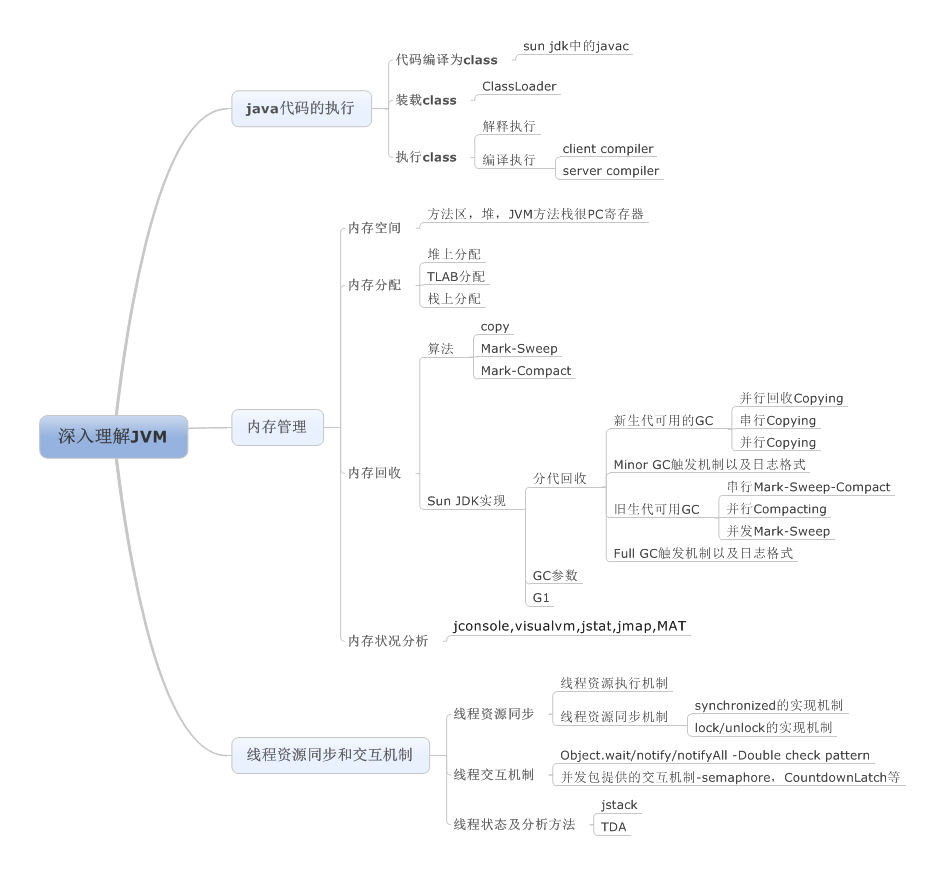 深入理解JVM
java代码的执行
代码编译为class
sun jdk中的javac
装载class
ClassLoader
执行class
解释执行
编译执行
client compiler
server compiler
内存管理
内存空间
方法区，堆，JVM方法栈很PC寄存器
内存分配
堆上分配
TLAB分配
栈上分配
内存回收
算法
copy
Mark-Sweep
Mark-Compact
Sun JDK实现
分代回收
新生代可用的GC
并行回收Copying
串行Copying
并行Copying
Minor GC触发机制以及日志格式
旧生代可用GC
串行Mark-Sweep-Compact
并行Compacting
并发Mark-Sweep
Full GC触发机制以及日志格式
GC参数
G1
内存状况分析
jconsole,visualvm,jstat,jmap,MAT
线程资源同步和交互机制
线程资源同步
线程资源执行机制
线程资源同步机制
synchronized的实现机制
lock/unlock的实现机制
线程交互机制
Object.wait/notify/notifyAll -Double check pattern
并发包提供的交互机制-semaphore，CountdownLatch等
线程状态及分析方法
jstack
TDA